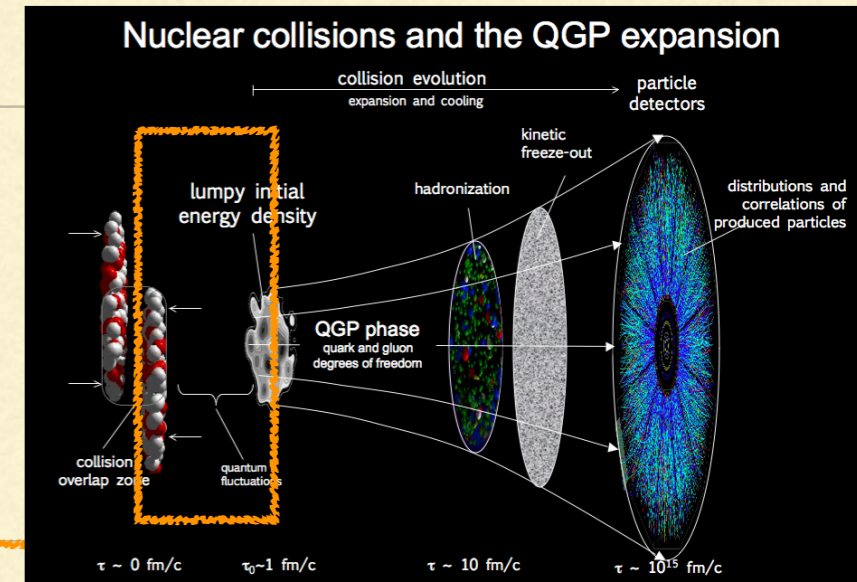 Nuclear collisions and the QGP expansion
collision evolution
expansion and cooling
particle
detectors
kinetic
freeze-out
lumpy initial
energy density
hadronization
distributions and
correlations of
produced particles
QGP phase
quark and gluon
degrees of freedom
collision
overlap zone
quantum
fluctuations
τ ~ 0 fm/c
τ₀~1 fm/c
τ ~ 10 fm/c
τ ~ 10¹⁵ fm/c